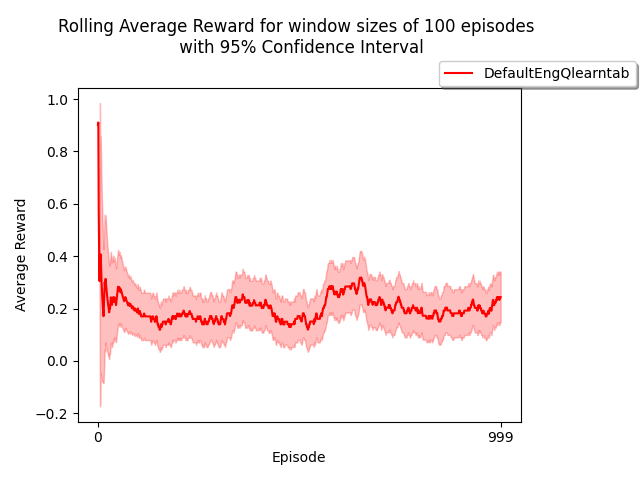 Rolling Average Reward for window sizes of 100 episodes
with 95% Confidence Interval
DefaultEngQlearntab
Average Reward
1.0
0.8
0.6
0.4
0.2
0.0
−0.2
0
999
Episode